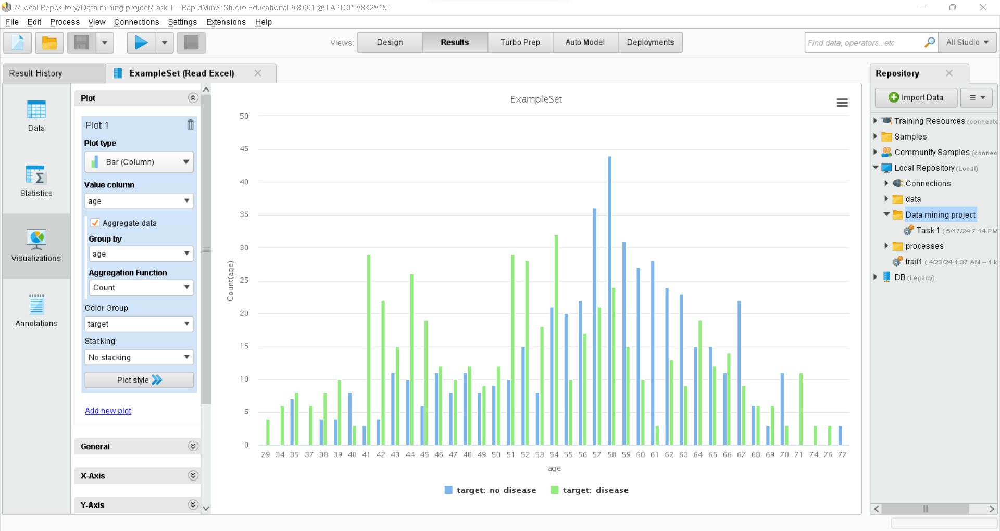 //Local Repository/Data mining project/Task 1 – RapidMiner Studio Educational 9.8.001 @ LAPTOP-V8K2V1ST
File Edit Process View Connections Settings Extensions Help
Views: Design Results Turbo Prep Auto Model Deployments
Find data, operators...etc All Studio
Result History
ExampleSet (Read Excel)
Data
Statistics
Visualizations
Annotations
Plot
Plot 1
Plot type
Bar (Column)
Value column
age
Aggregate data
Group by
age
Aggregation Function
Count
Color Group
target
Stacking
No stacking
Plot style
Add new plot
General
X-Axis
Y-Axis
ExampleSet
50
45
40
35
30
25
20
15
10
5
0
Count(age)
29 34 35 37 38 39 40 41 42 43 44 45 46 47 48 49 50 51 52 53 54 55 56 57 58 59 60 61 62 63 64 65 66 67 68 69 70 71 74 76 77
age
target: no disease target: disease
Repository
Import Data
Training Resources (connecte
Samples
Community Samples (connec
Local Repository (Local)
Connections
data
Data mining project
Task 1 ( 5/17/24 7:14 PM
processes
trail1 ( 4/23/24 1:37 AM – 1 k
DB (Legacy)